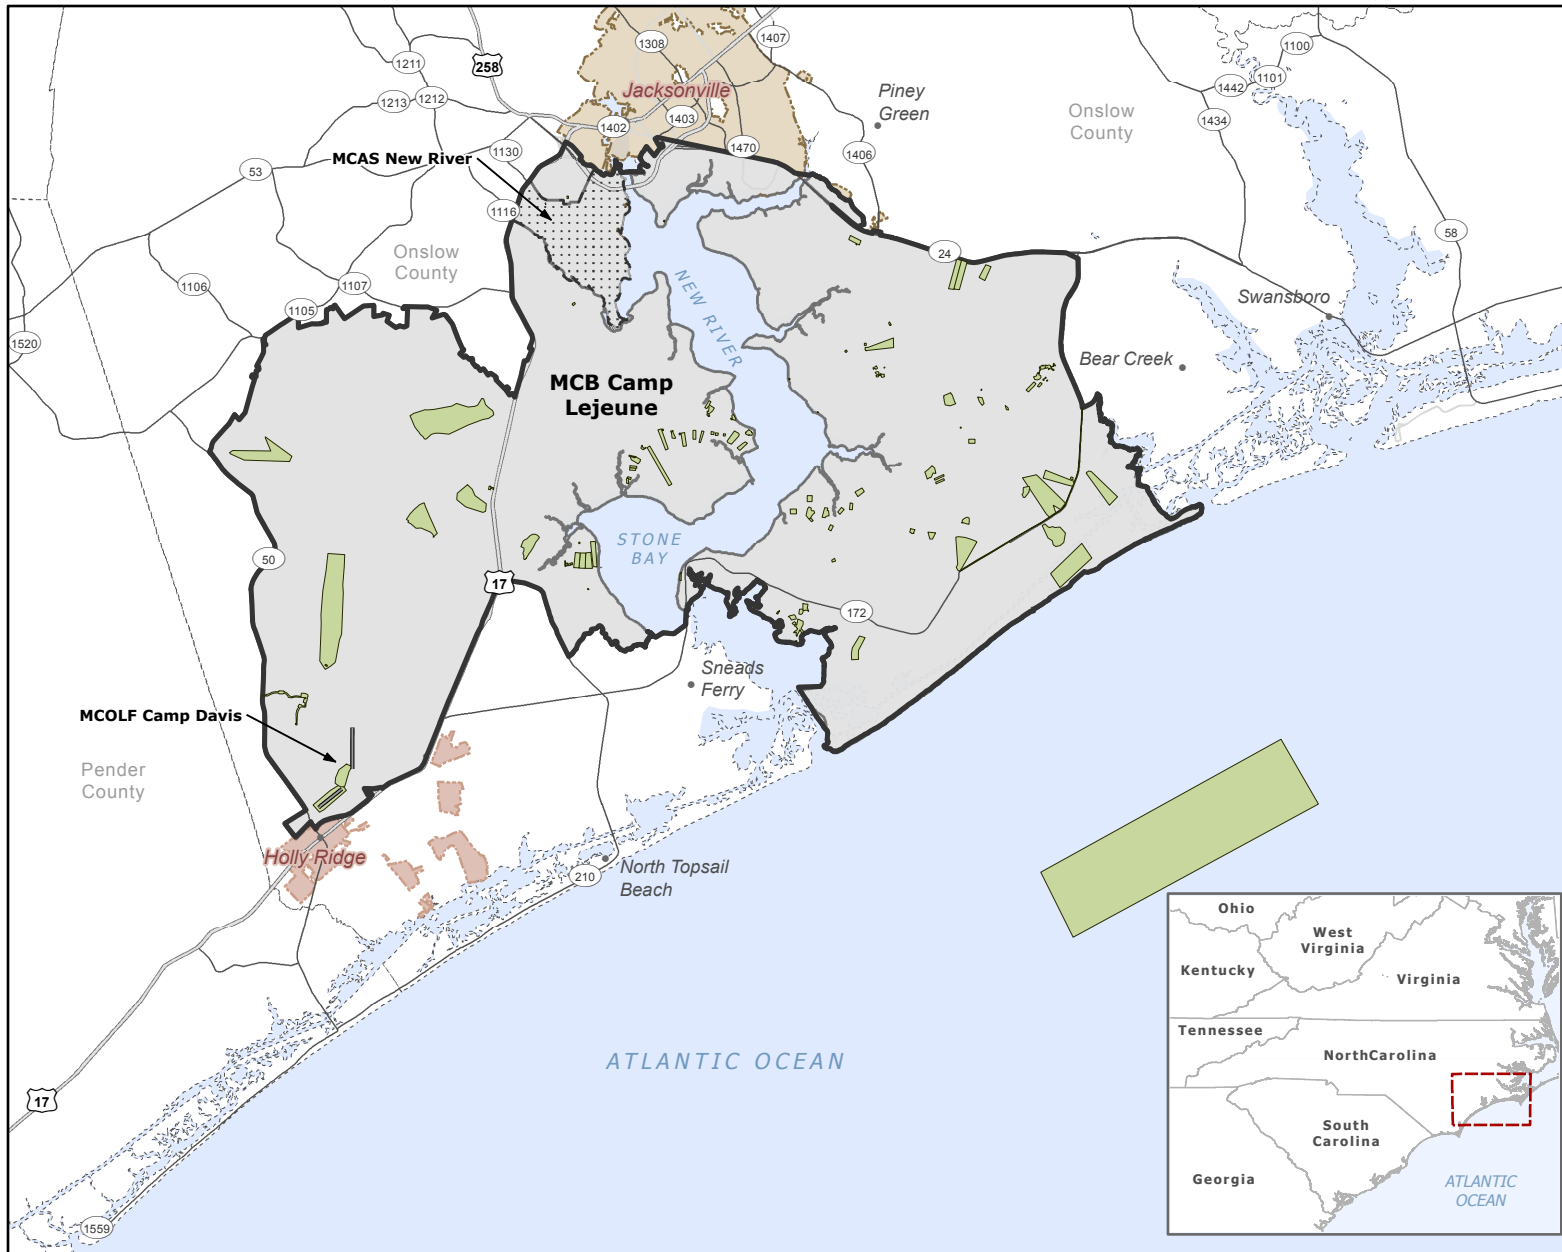 1308
1407
1211
258
1100
1442
1101
Jacksonville
Piney
Green
Onslow
County
1213
1212
1402
1403
1434
1130
1470
1406
MCAS New River
53
1116
58
24
Onslow
County
1106
1107
1105
NEW RIVER
Swansboro
1520
Bear Creek
MCB Camp
Lejeune
STONE
BAY
50
17
172
Sneads
Ferry
MCOLF Camp Davis
Pender
County
Holly Ridge
North Topsail
Beach
210
ATLANTIC OCEAN
17
1559
Ohio
West
Virginia
Kentucky
Virginia
Tennessee
NorthCarolina
South
Carolina
Georgia
ATLANTIC
OCEAN